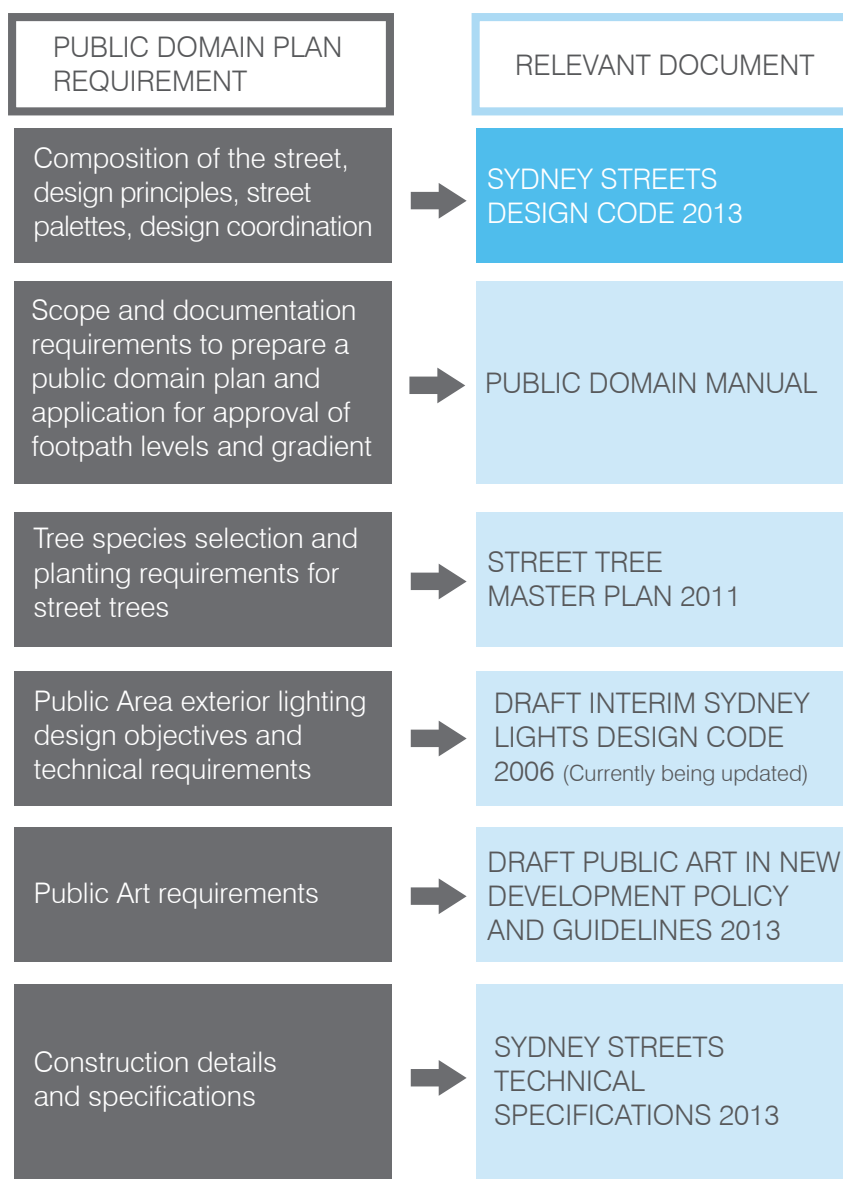 PUBLIC DOMAIN PLAN
REQUIREMENT
RELEVANT DOCUMENT
Composition of the street,
design principles, street
palettes, design coordination
SYDNEY STREETS
DESIGN CODE 2013
Scope and documentation
requirements to prepare a
public domain plan and
application for approval of
footpath levels and gradient
PUBLIC DOMAIN MANUAL
Tree species selection and
planting requirements for
street trees
STREET TREE
MASTER PLAN 2011
Public Area exterior lighting
design objectives and
technical requirements
DRAFT INTERIM SYDNEY
LIGHTS DESIGN CODE
2006 (Currently being updated)
Public Art requirements
DRAFT PUBLIC ART IN NEW
DEVELOPMENT POLICY
AND GUIDELINES 2013
Construction details
and specifications
SYDNEY STREETS
TECHNICAL
SPECIFICATIONS 2013